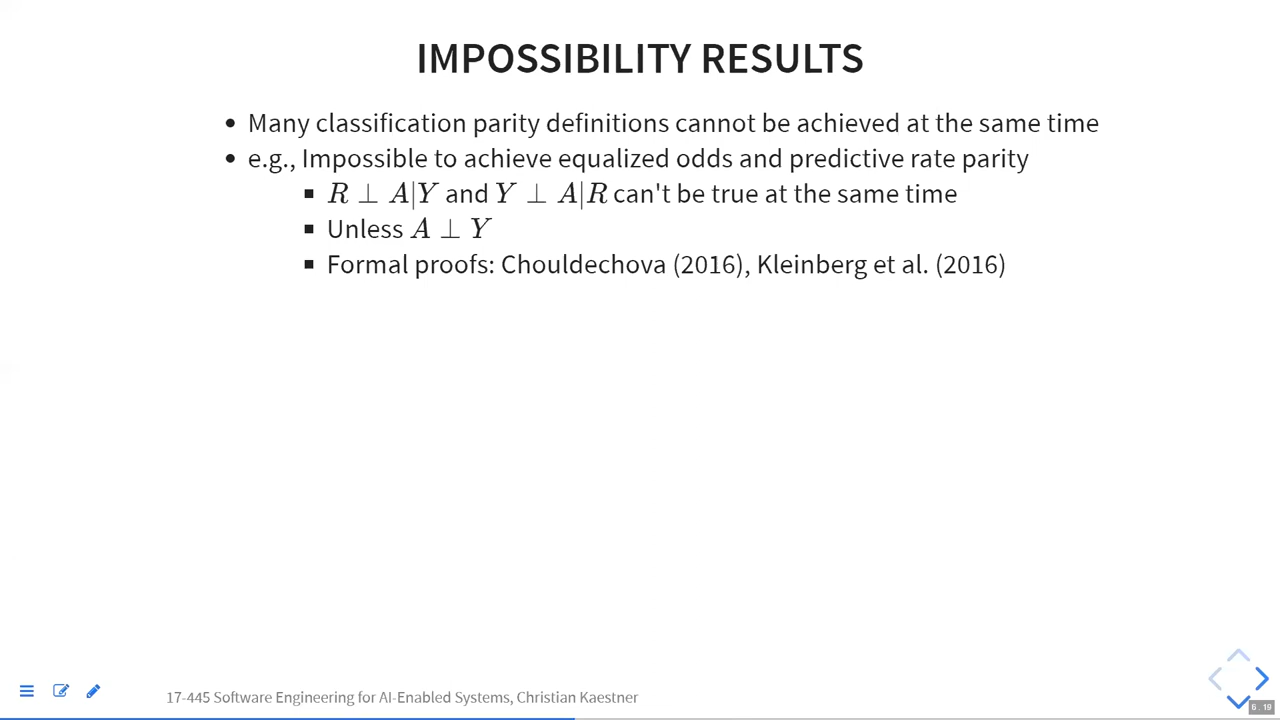 IMPOSSIBILITY RESULTS
• Many classification parity definitions cannot be achieved at the same time
• e.g., Impossible to achieve equalized odds and predictive rate parity
▪ R ⊥ A|Y and Y ⊥ A|R can't be true at the same time
▪ Unless A ⊥ Y
▪ Formal proofs: Chouldechova (2016), Kleinberg et al. (2016)
17-445 Software Engineering for AI-Enabled Systems, Christian Kaestner
6 . 19